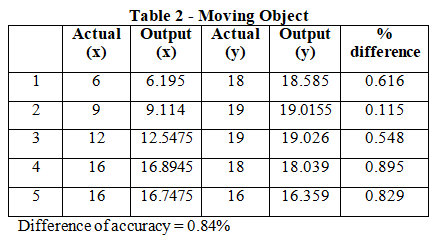 Table 2 - Moving Object
Actual (x) Output (x) Actual (y) Output (y) % difference
1 6 6.195 18 18.585 0.616
2 9 9.114 19 19.0155 0.115
3 12 12.5475 19 19.026 0.548
4 16 16.8945 18 18.039 0.895
5 16 16.7475 16 16.359 0.829
Difference of accuracy = 0.84%